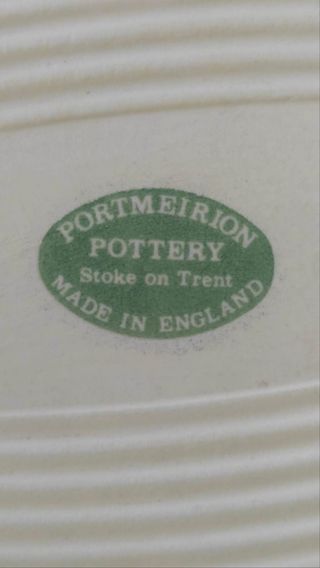 PORTMEIRION
POTTERY
Stoke on Trent
MADE IN ENGLAND